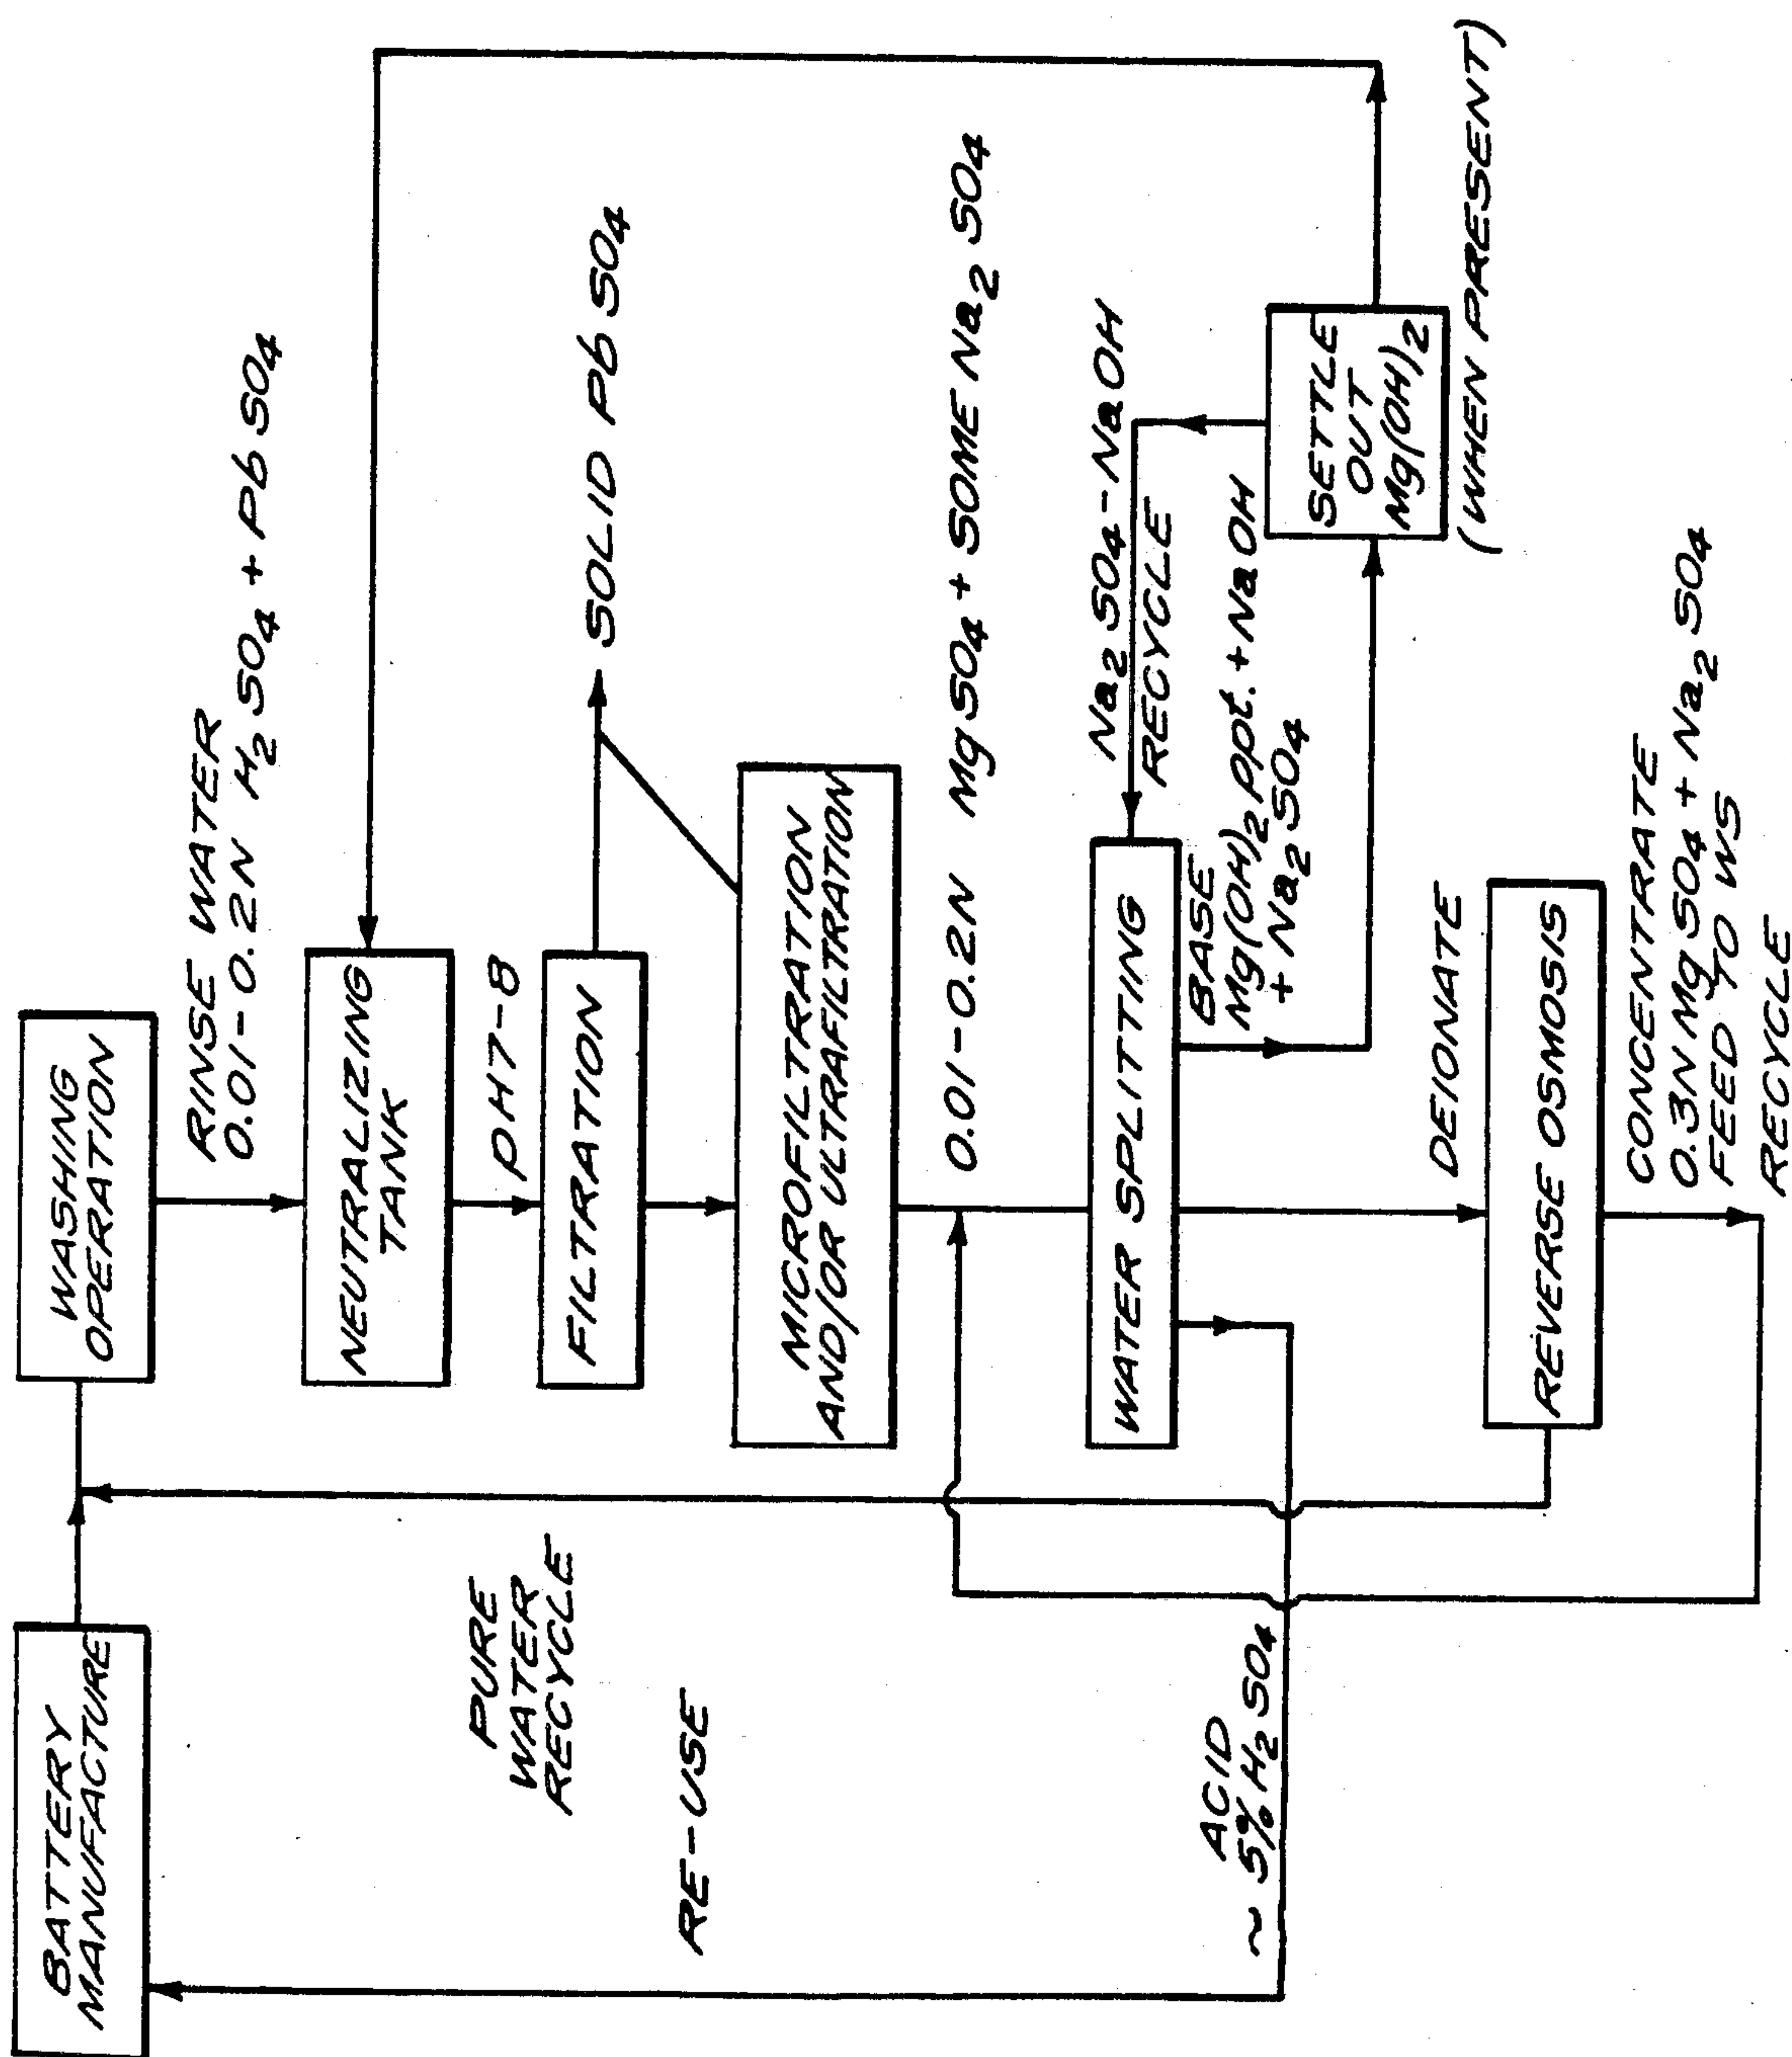 BATTERY
MANUFACTURE
WASHING
OPERATION
RINSE WATER
0.01-0.2N H2SO4 + PbSO4
NEUTRALIZING
TANK
PURE
WATER
RECYCLE
pH7-8
FILTRATION
SOLID PbSO4
RE-USE
MICROFILTRATION
AND/OR ULTRAFILTRATION
0.01-0.2N MgSO4 + SOME Na2SO4
WATER SPLITTING
Na2SO4-NaOH
RECYCLE
ACID
~ 5% H2SO4
BASE
Mg(OH)2 ppt. + NaOH
+ Na2SO4
SETTLE
OUT
Mg(OH)2
(WHEN PRESENT)
DEIONATE
REVERSE OSMOSIS
CONCENTRATE
0.3N MgSO4 + Na2SO4
FEED TO WS
RECYCLE